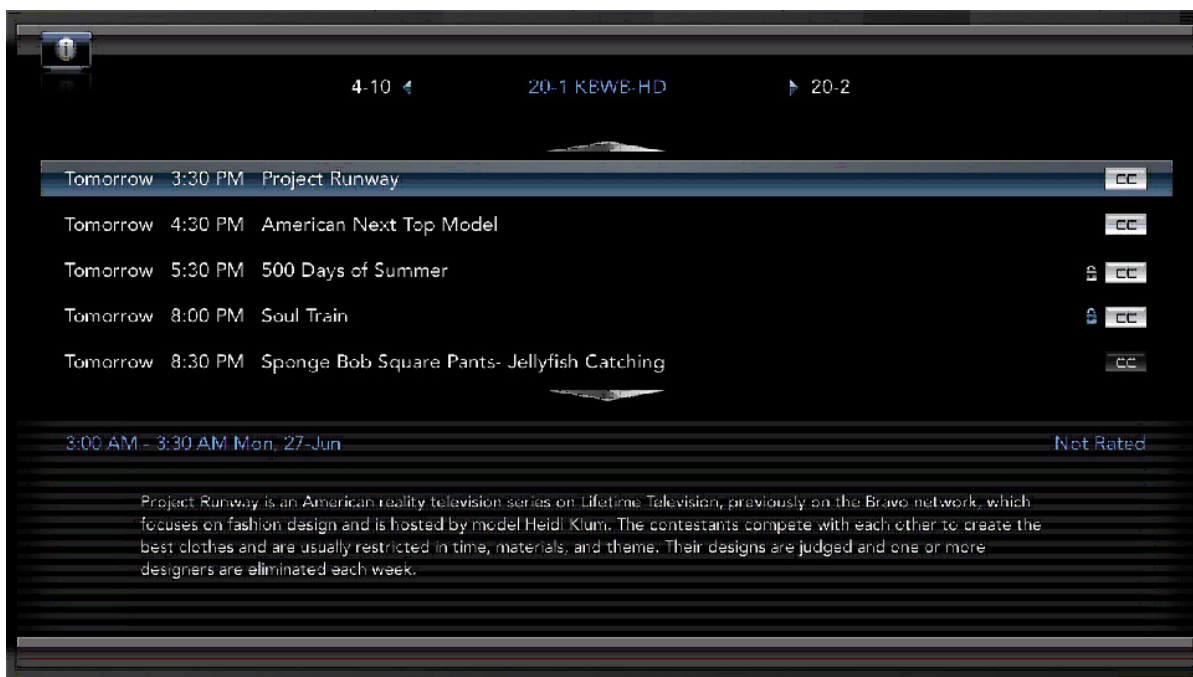 4-10 20-1 KBWB-HD 20-2
Tomorrow 3:30 PM Project Runway CC
Tomorrow 4:30 PM American Next Top Model CC
Tomorrow 5:30 PM 500 Days of Summer CC
Tomorrow 8:00 PM Soul Train CC
Tomorrow 8:30 PM Sponge Bob Square Pants- Jellyfish Catching CC
3:00 AM - 3:30 AM Mon, 27-Jun Not Rated
Project Runway is an American reality television series on Lifetime Television, previously on the Bravo network, which
focuses on fashion design and is hosted by model Heidi Klum. The contestants compete with each other to create the
best clothes and are usually restricted in time, materials, and theme. Their designs are judged and one or more
designers are eliminated each week.